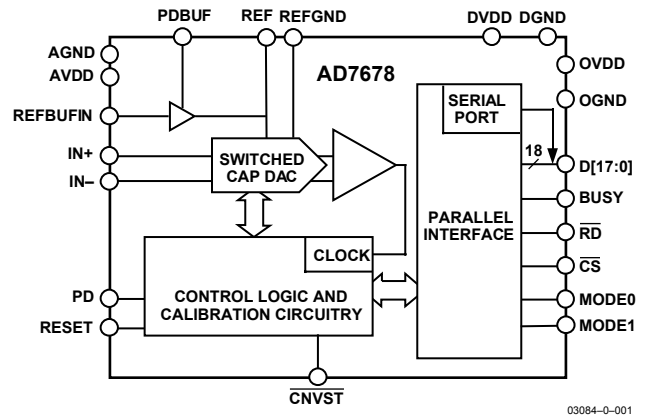 PDBUF REF REFGND DVDD DGND
AGND
AVDD
AD7678
OVDD
REFBUFIN
SERIAL
PORT
OGND
IN+
SWITCHED
CAP DAC
18
D[17:0]
IN–
BUSY
PARALLEL
INTERFACE
RD
CLOCK
CS
PD
CONTROL LOGIC AND
CALIBRATION CIRCUITRY
MODE0
RESET
MODE1
CNVST
03084–0–001